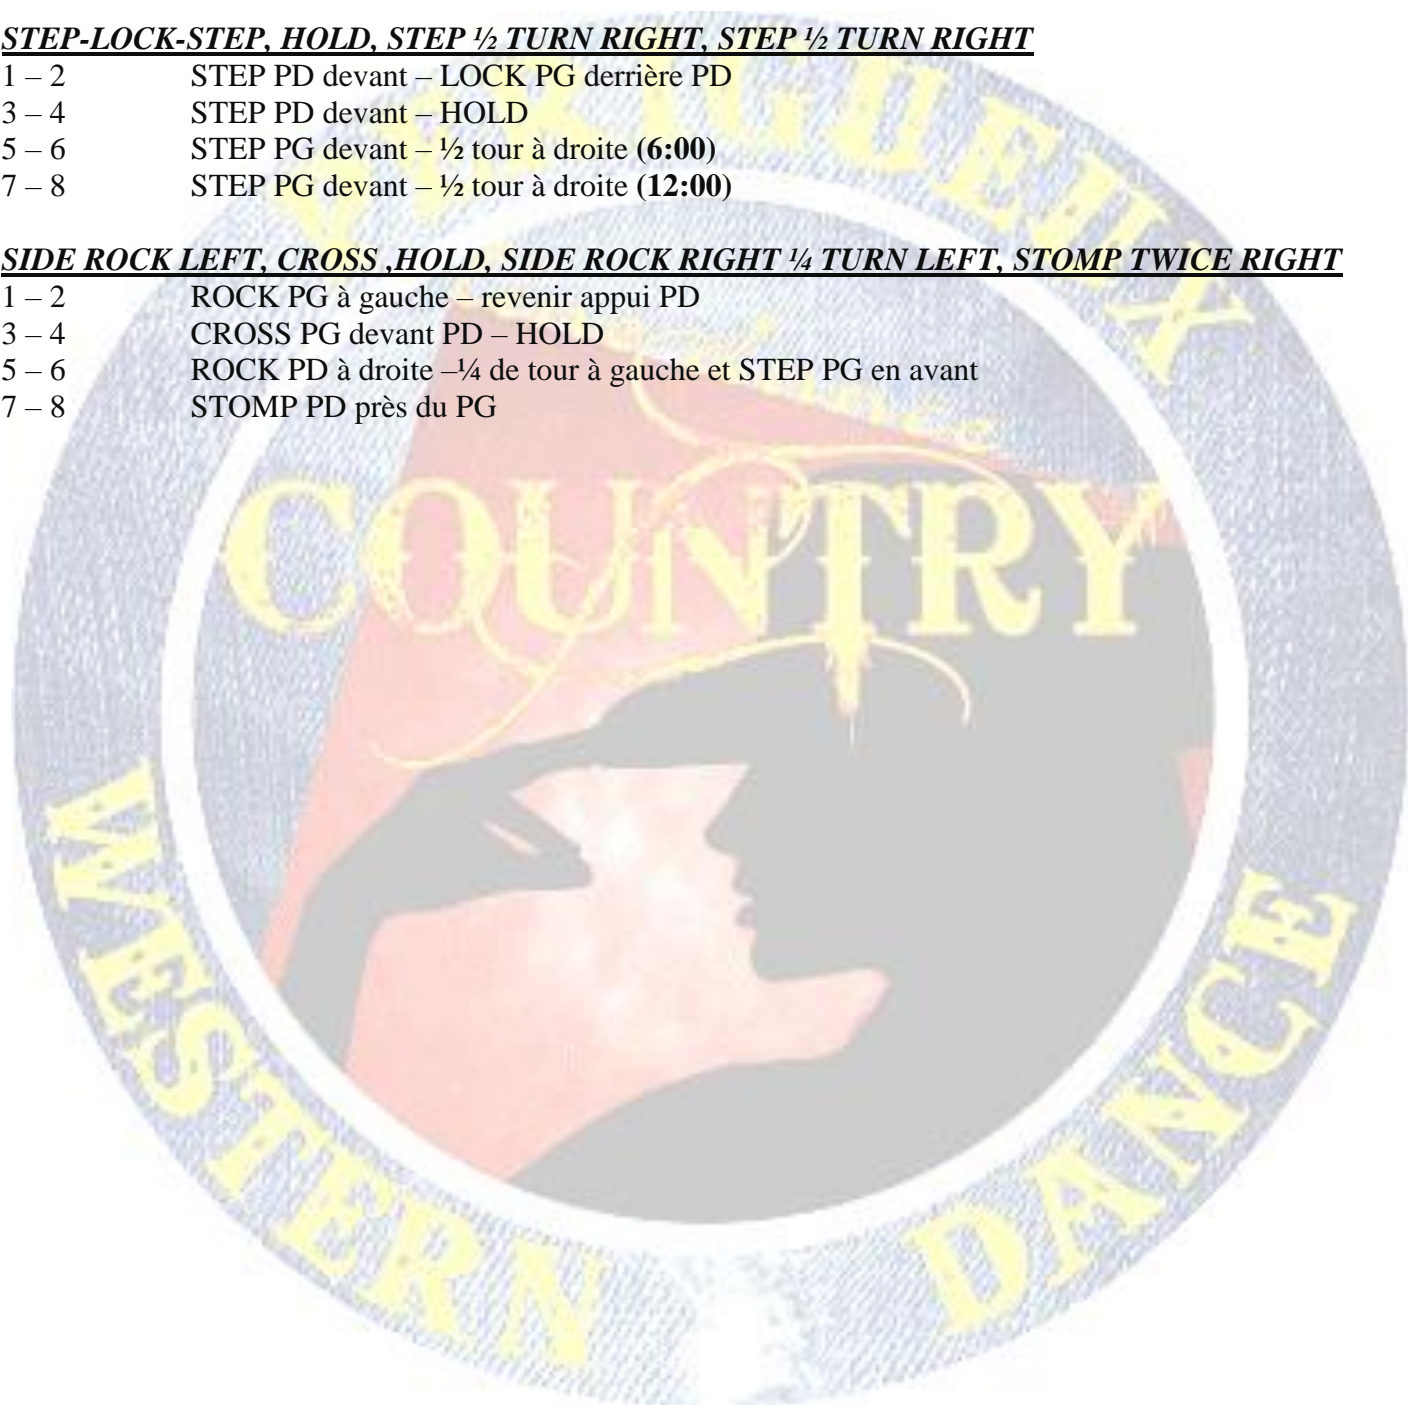 STEP-LOCK-STEP, HOLD, STEP ½ TURN RIGHT, STEP ½ TURN RIGHT
1 – 2 STEP PD devant – LOCK PG derrière PD
3 – 4 STEP PD devant – HOLD
5 – 6 STEP PG devant – ½ tour à droite (6:00)
7 – 8 STEP PG devant – ½ tour à droite (12:00)
SIDE ROCK LEFT, CROSS ,HOLD, SIDE ROCK RIGHT ¼ TURN LEFT, STOMP TWICE RIGHT
1 – 2 ROCK PG à gauche – revenir appui PD
3 – 4 CROSS PG devant PD – HOLD
5 – 6 ROCK PD à droite –¼ de tour à gauche et STEP PG en avant
7 – 8 STOMP PD près du PG
PERIGUEUX
COUNTRY
WESTERN
DANCE